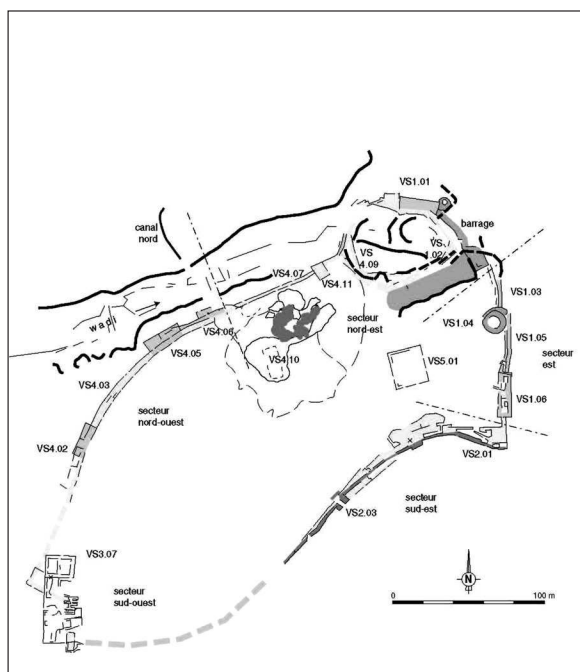 VS1.01
canal
nord
barrage
VS
4.09
VS
1.02
VS4.07
VS4.11
VS1.03
wadi
secteur
nord-est
VS1.04
VS4.06
VS1.05
VS4.05
VS4.10
VS5.01
secteur
est
VS4.03
VS1.06
secteur
nord-ouest
VS4.02
VS2.01
secteur
sud-est
VS2.03
VS3.07
N
secteur
sud-ouest
0
100 m